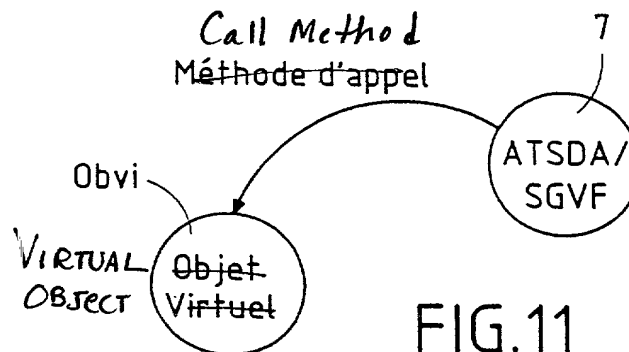 Call Method
Méthode d'appel
7
ATSDA/
SGVF
Obvi
VIRTUAL
OBJECT
Objet
Virtuel
FIG.11